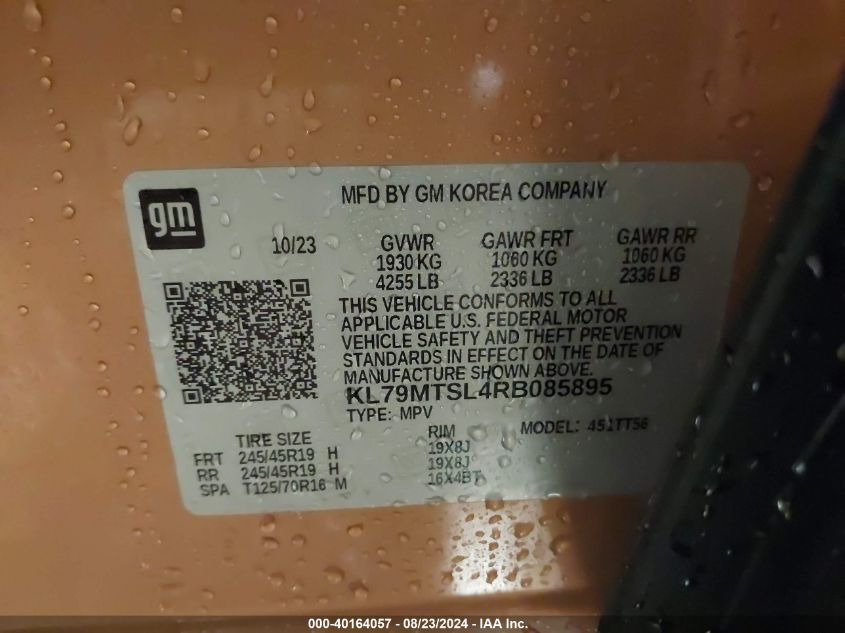 gm
MFD BY GM KOREA COMPANY
10/23 GVWR GAWR FRT GAWR RR
1930 KG 1060 KG 1060 KG
4255 LB 2336 LB 2336 LB
THIS VEHICLE CONFORMS TO ALL
APPLICABLE U.S. FEDERAL MOTOR
VEHICLE SAFETY AND THEFT PREVENTION
STANDARDS IN EFFECT ON THE DATE OF
MANUFACTURE SHOWN ABOVE.
KL79MTSL4RB085895
TYPE: MPV MODEL: 451TT56
TIRE SIZE RIM
FRT 245/45R19 H 19X8J
RR 245/45R19 H 19X8J
SPA T125/70R16 M 16X4BT
000-40164057 - 08/23/2024 - IAA Inc.